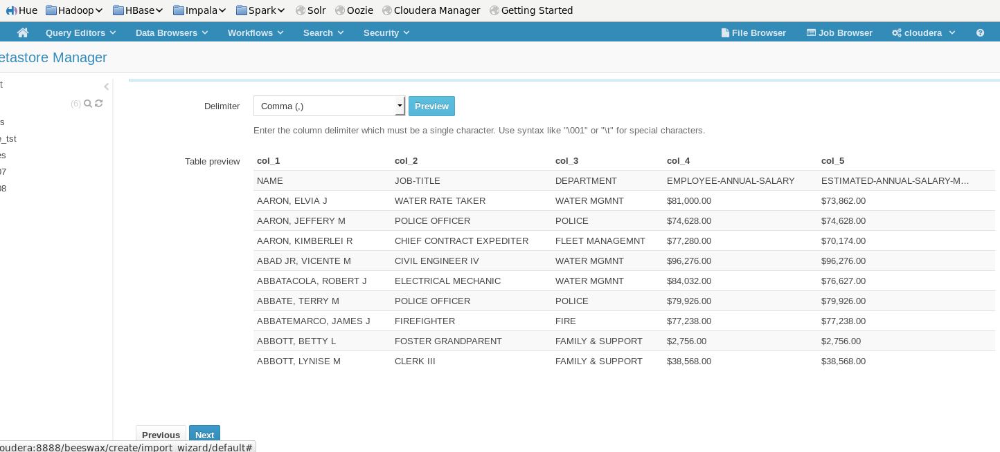 Hue Hadoop HBase Impala Spark Solr Oozie Cloudera Manager Getting Started
Query Editors Data Browsers Workflows Search Security File Browser Job Browser cloudera
etastore Manager
t
(6)
s
e_tst
es
07
08
Delimiter Comma (,) Preview
Enter the column delimiter which must be a single character. Use syntax like "\001" or "\t" for special characters.
Table preview col_1 col_2 col_3 col_4 col_5
NAME JOB-TITLE DEPARTMENT EMPLOYEE-ANNUAL-SALARY ESTIMATED-ANNUAL-SALARY-M...
AARON, ELVIA J WATER RATE TAKER WATER MGMNT $81,000.00 $73,862.00
AARON, JEFFERY M POLICE OFFICER POLICE $74,628.00 $74,628.00
AARON, KIMBERLEI R CHIEF CONTRACT EXPEDITER FLEET MANAGEMNT $77,280.00 $70,174.00
ABAD JR, VICENTE M CIVIL ENGINEER IV WATER MGMNT $96,276.00 $96,276.00
ABBATACOLA, ROBERT J ELECTRICAL MECHANIC WATER MGMNT $84,032.00 $76,627.00
ABBATE, TERRY M POLICE OFFICER POLICE $79,926.00 $79,926.00
ABBATEMARCO, JAMES J FIREFIGHTER FIRE $77,238.00 $77,238.00
ABBOTT, BETTY L FOSTER GRANDPARENT FAMILY & SUPPORT $2,756.00 $2,756.00
ABBOTT, LYNISE M CLERK III FAMILY & SUPPORT $38,568.00 $38,568.00
Previous Next
oudera:8888/beeswax/create/import_wizard/default#